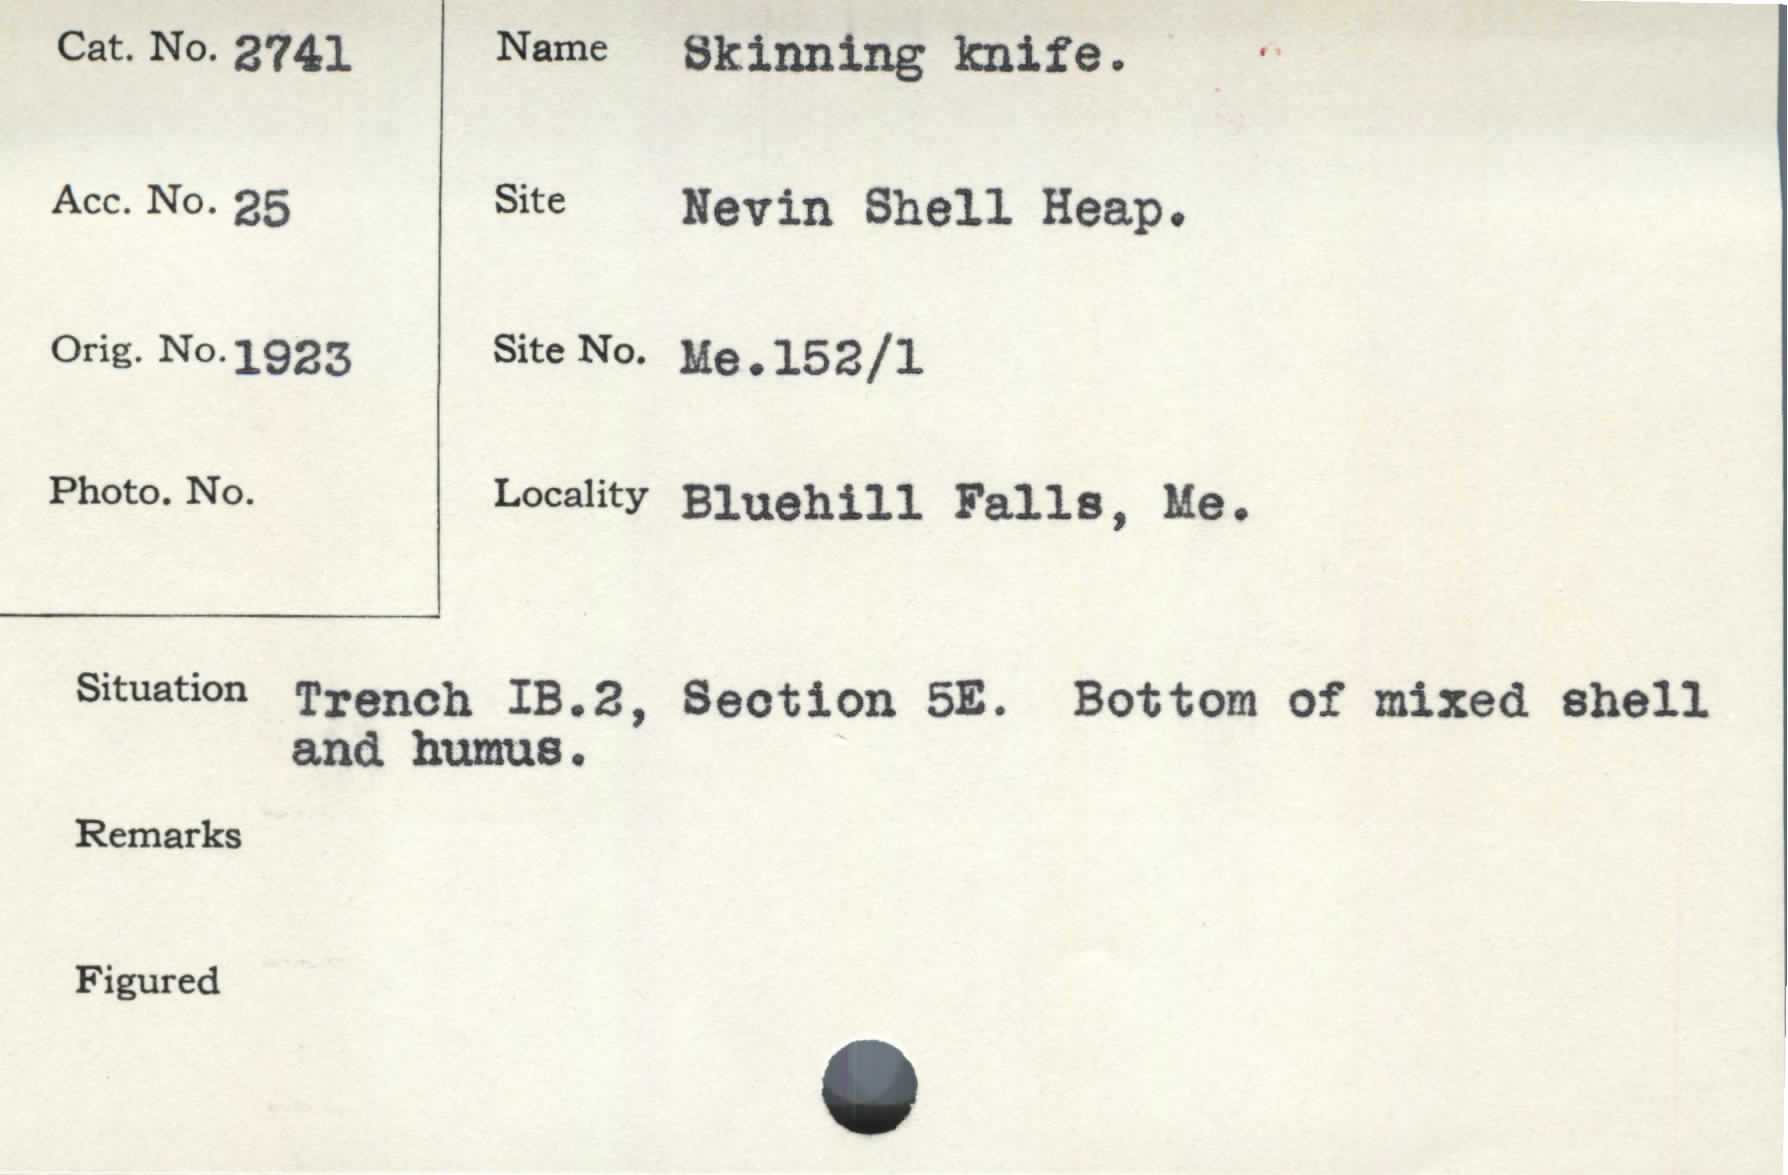 Cat. No. 2741
Name Skinning knife.
Acc. No. 25
Site Nevin Shell Heap.
Orig. No. 1923
Site No. Me.152/1
Photo. No.
Locality Bluehill Falls, Me.
Situation Trench IB.2, Section 5E. Bottom of mixed shell
and humus.
Remarks
Figured